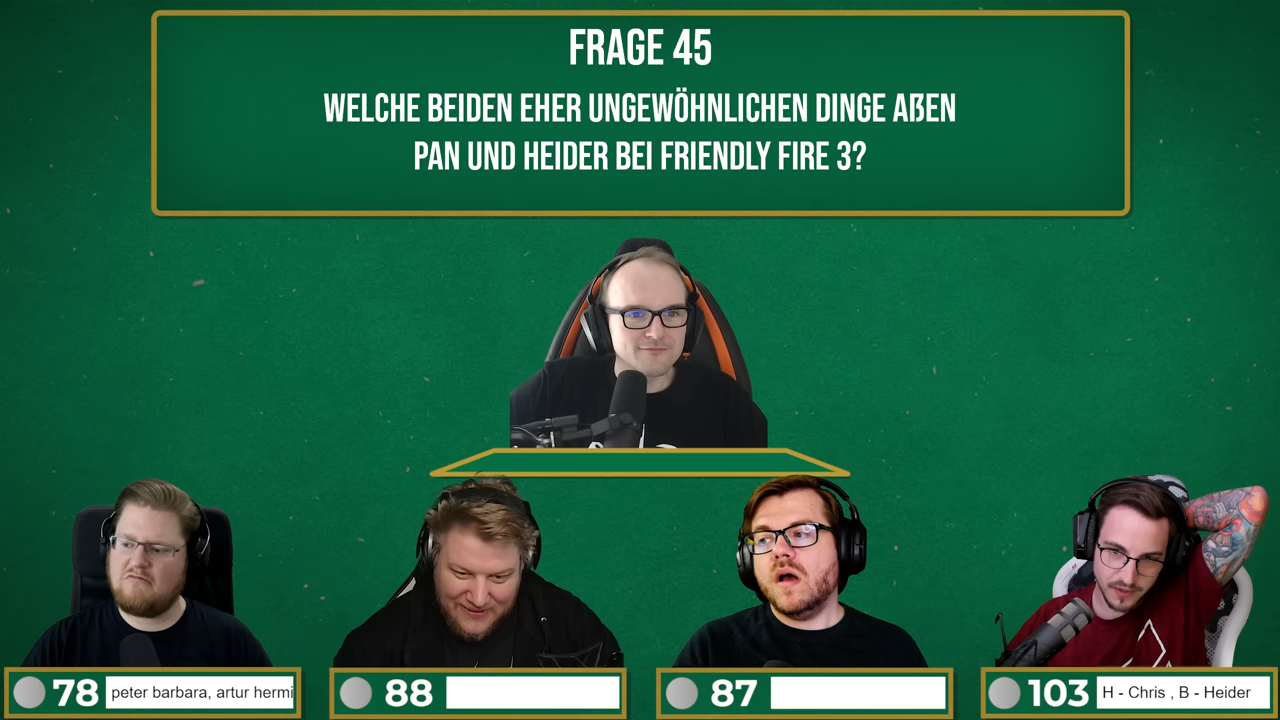 FRAGE 45
WELCHE BEIDEN EHER UNGEWÖHNLICHEN DINGE AßEN
PAN UND HEIDER BEI FRIENDLY FIRE 3?
78 peter barbara, artur hermi
88
87
103 H - Chris , B - Heider